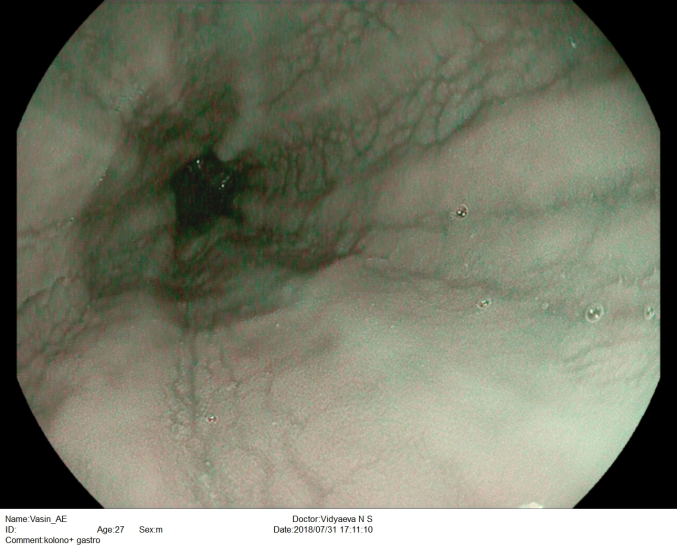 Name:Vasin_AE Doctor:Vidyaeva N S
ID: Age:27 Sex:m Date:2018/07/31 17:11:10
Comment:kolono+ gastro